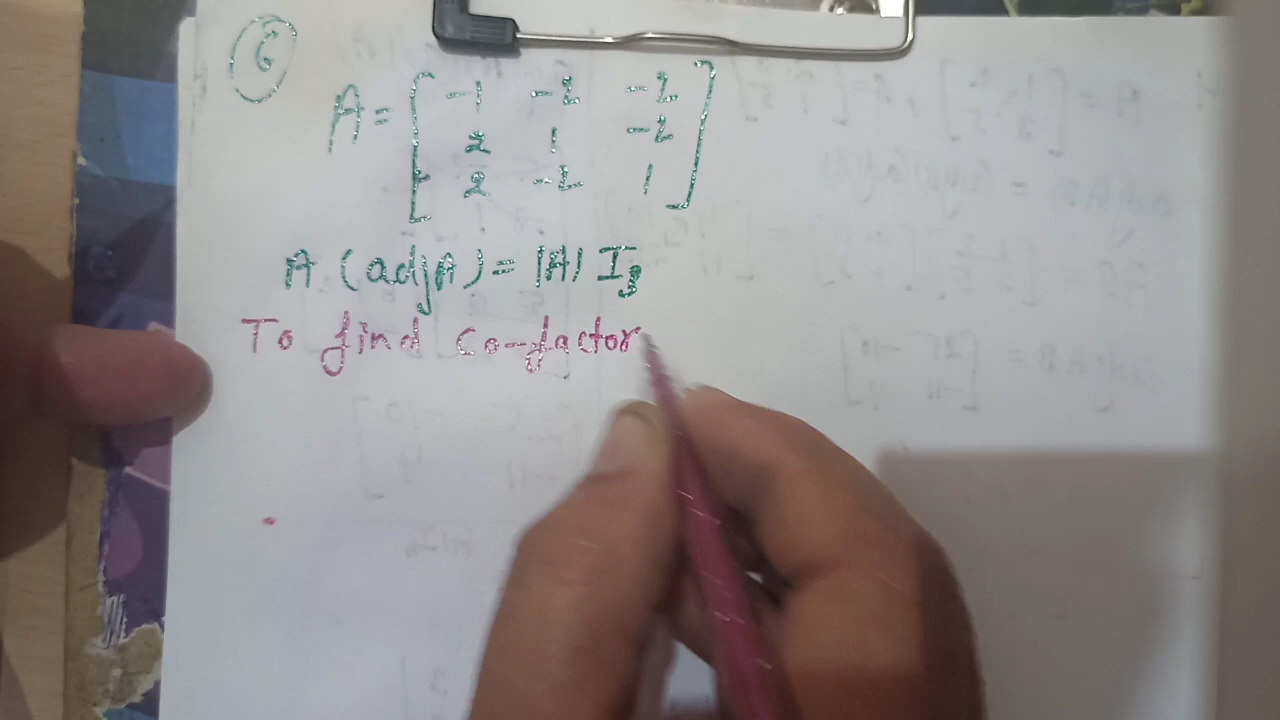 6
A = [ -1 -2 -2
2 1 -2
2 -2 1 ]
A (adjA) = |A| I3
To find co-factor